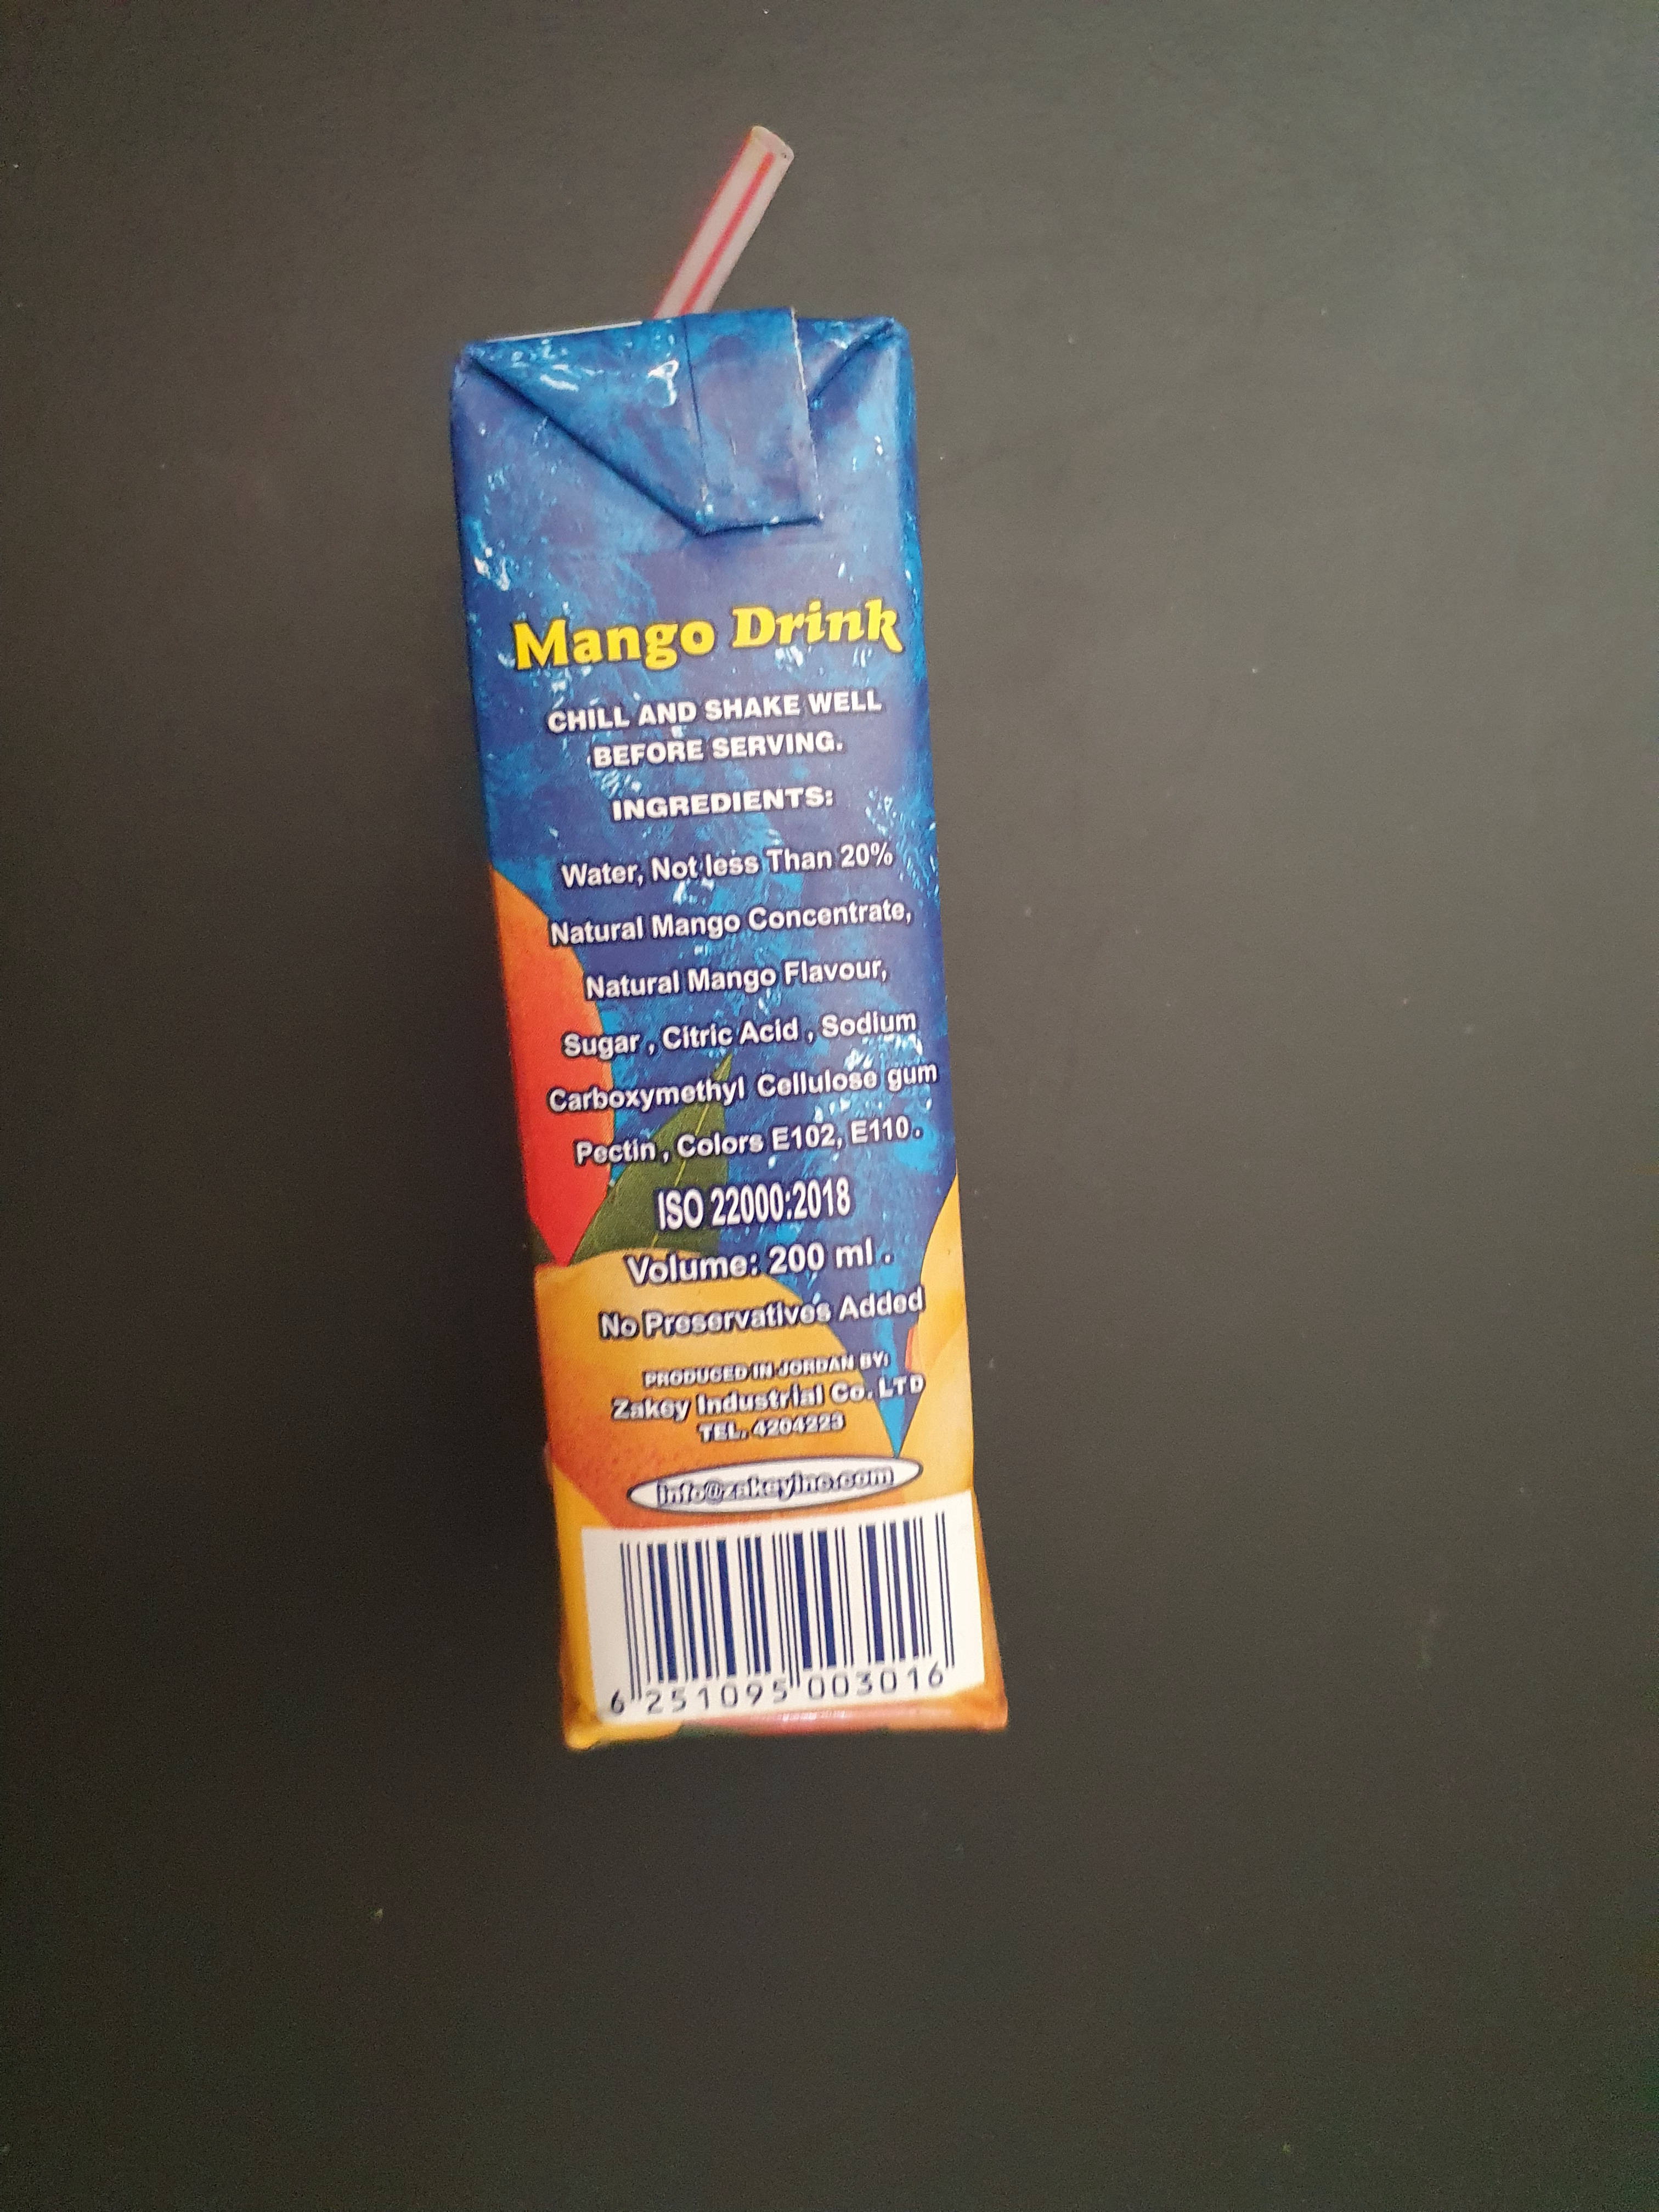 Mango Drink
CHILL AND SHAKE WELL
BEFORE SERVING.
INGREDIENTS:
Water, Not less Than 20%
Natural Mango Concentrate,
Natural Mango Flavour,
Sugar , Citric Acid , Sodium
Carboxymethyl Cellulose gum
Pectin , Colors E102, E110.
ISO 22000:2018
Volume: 200 ml .
No Preservatives Added
PRODUCED IN JORDAN BY:
Zakey Industrial Co. LTD
TEL. 4204223
info@zakeyinc.com
6 251095 003016